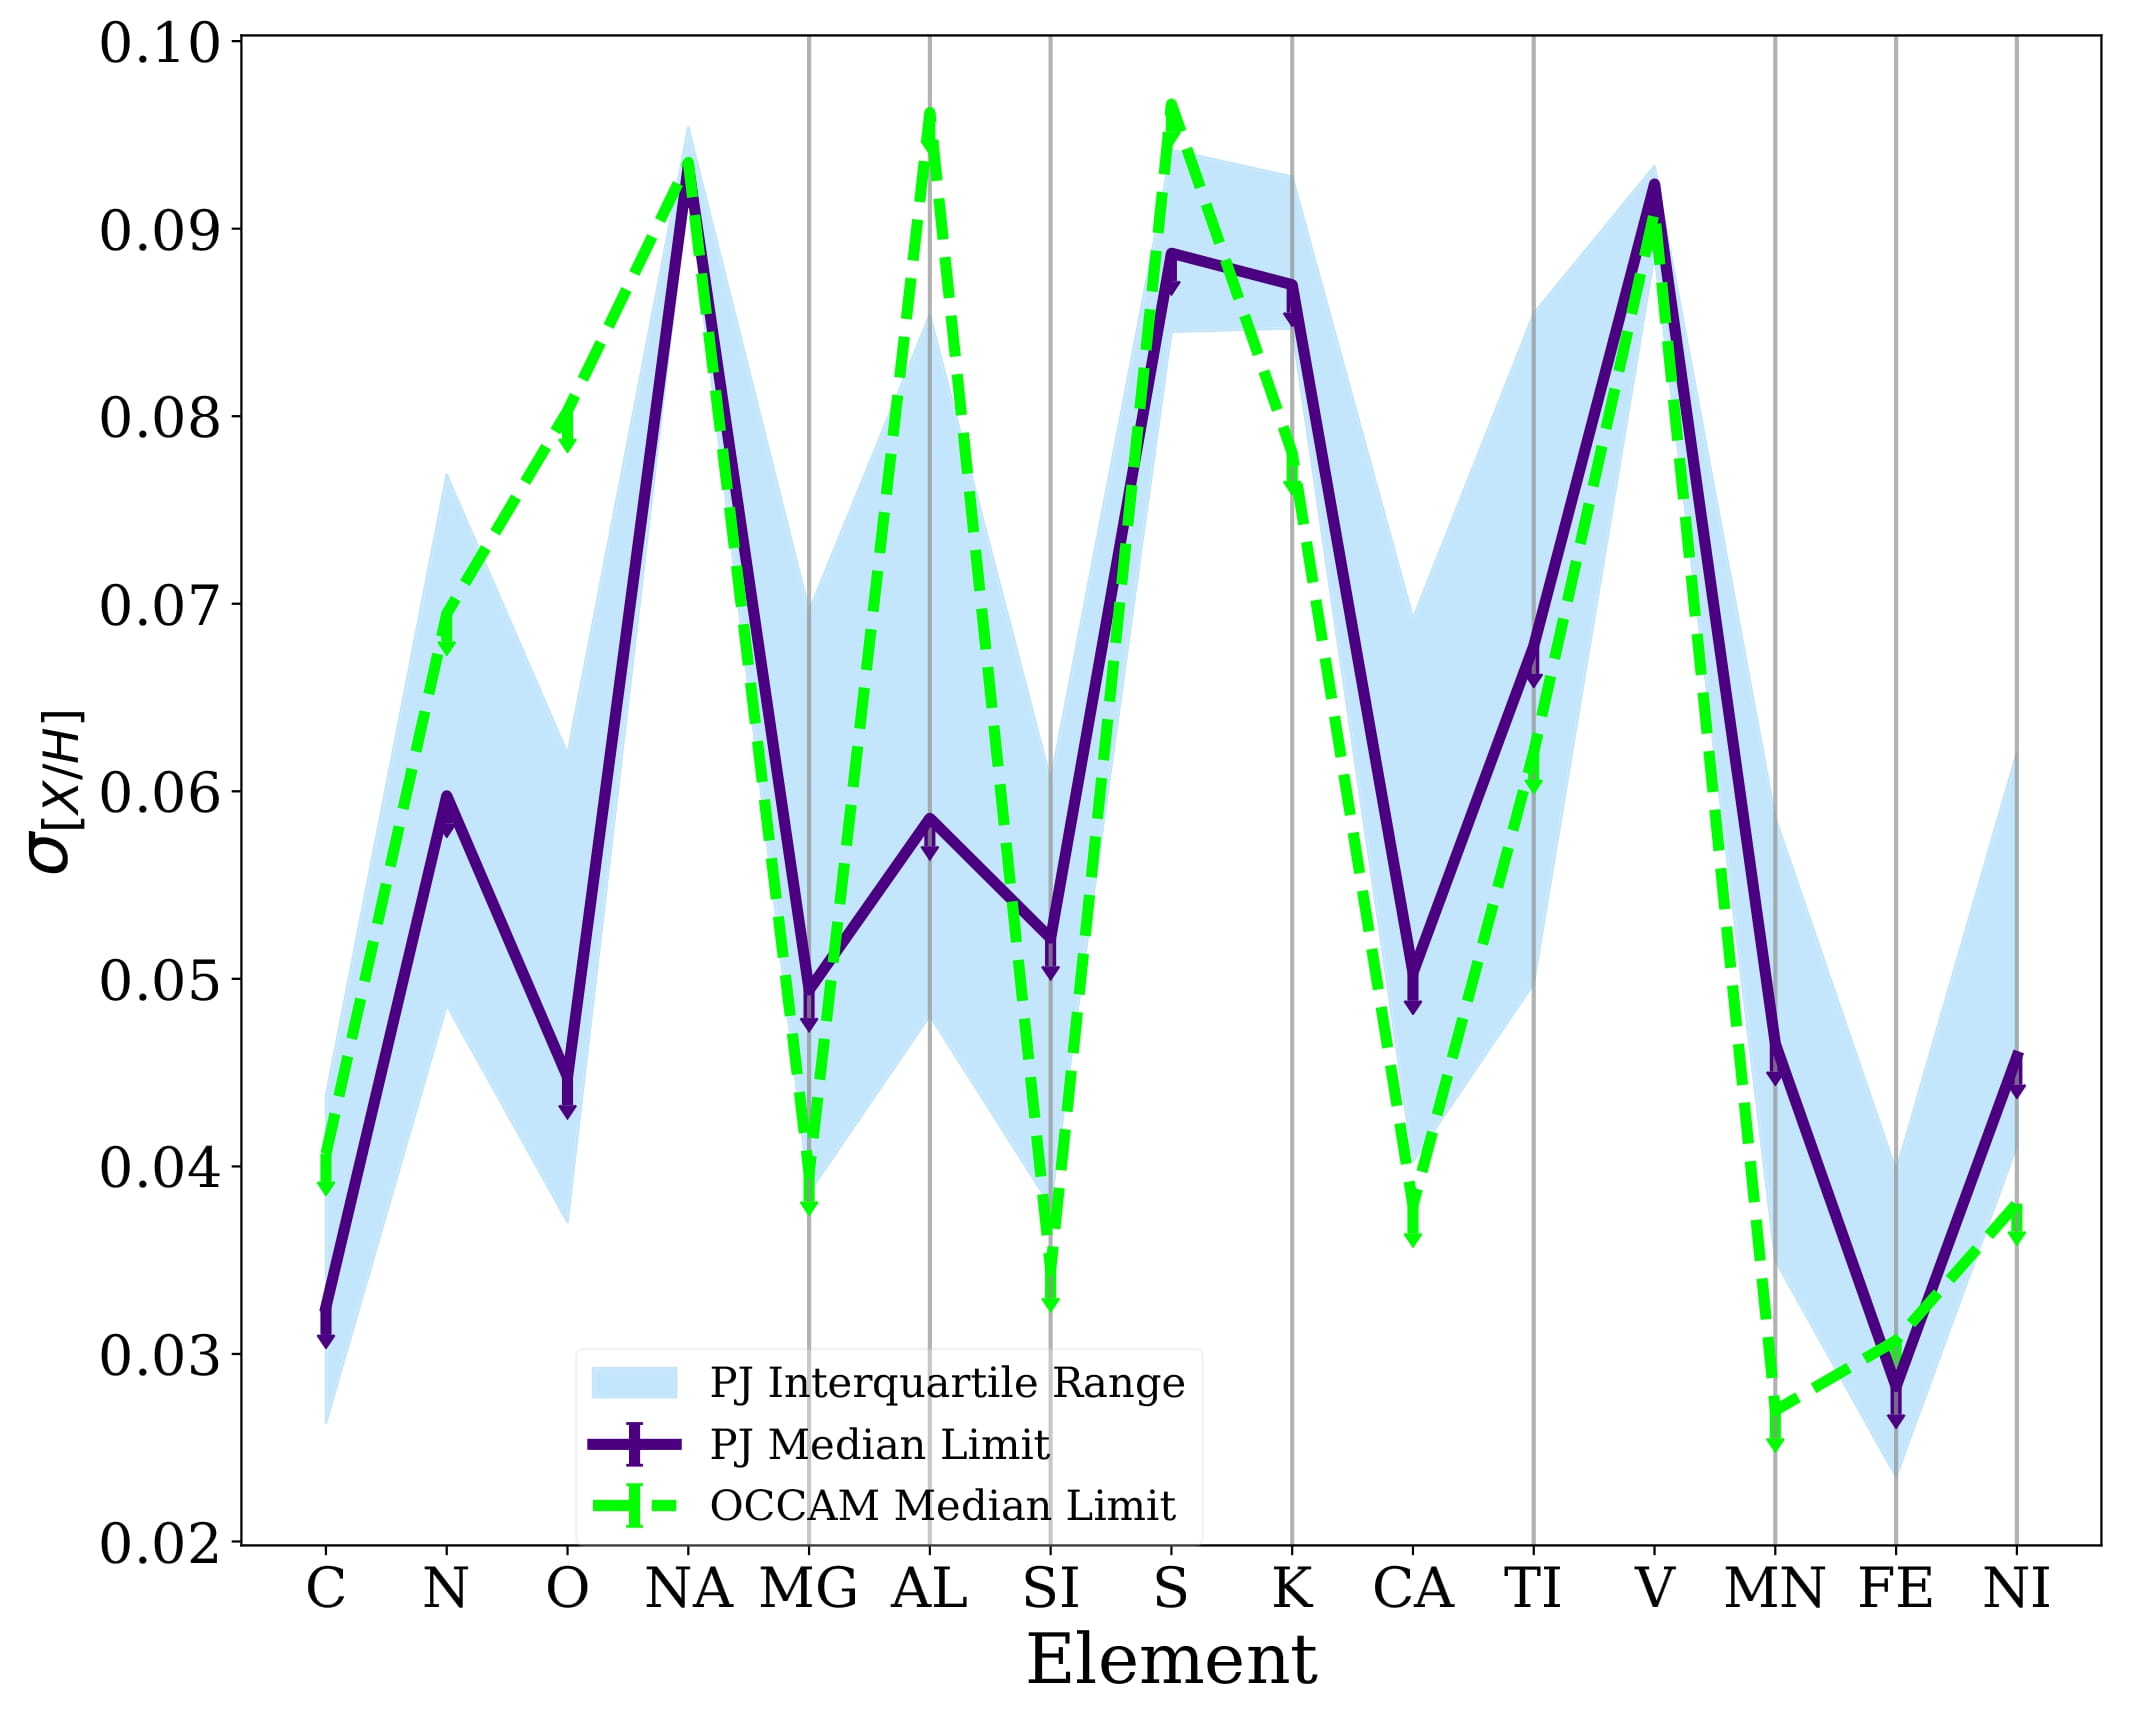 0.10
0.09
0.08
0.07
0.06
0.05
0.04
0.03
0.02
σ[X/H]
PJ Interquartile Range
PJ Median Limit
OCCAM Median Limit
C N O NA MG AL SI S K CA TI V MN FE NI
Element